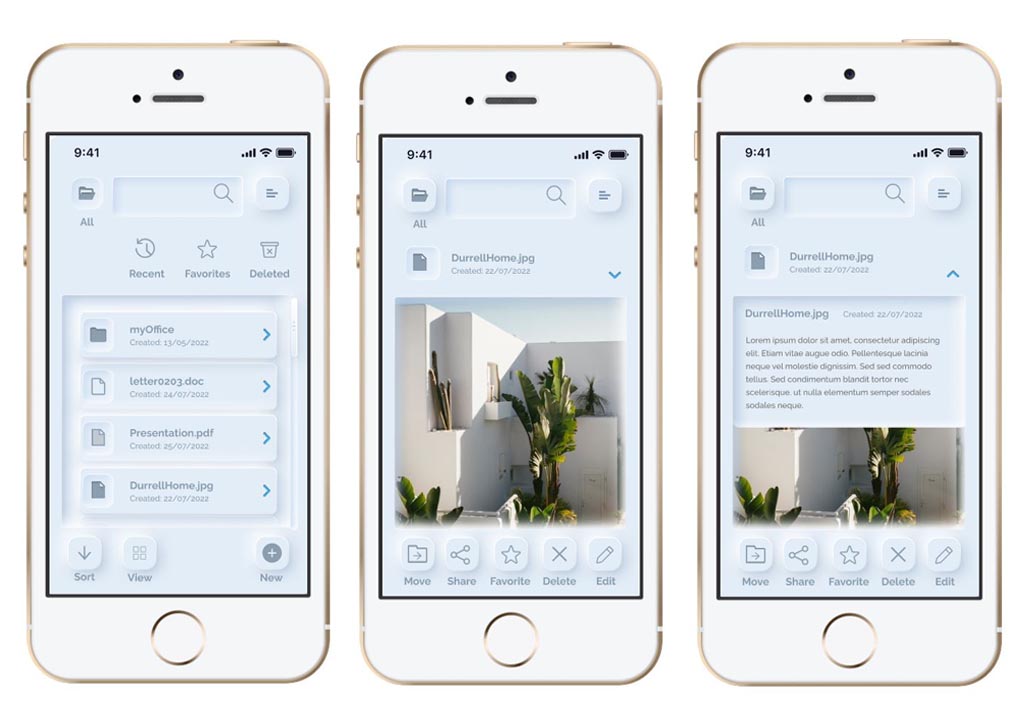 9:41
All
Recent Favorites Deleted
myOffice
Created: 13/05/2022
letter0203.doc
Created: 24/07/2022
Presentation.pdf
Created: 25/07/2022
DurrellHome.jpg
Created: 22/07/2022
Sort View New
9:41
All
DurrellHome.jpg
Created: 22/07/2022
Move Share Favorite Delete Edit
9:41
All
DurrellHome.jpg
Created: 22/07/2022
DurrellHome.jpg Created: 22/07/2022
Lorem ipsum dolor sit amet, consectetur adipiscing
elit. Etiam vitae augue odio. Pellentesque lacinia
neque vel molestie dignissim. Sed sed commodo
tellus. Sed condimentum blandit tortor nec
scelerisque. ut nulla elementum semper sodales
sodales neque.
Move Share Favorite Delete Edit